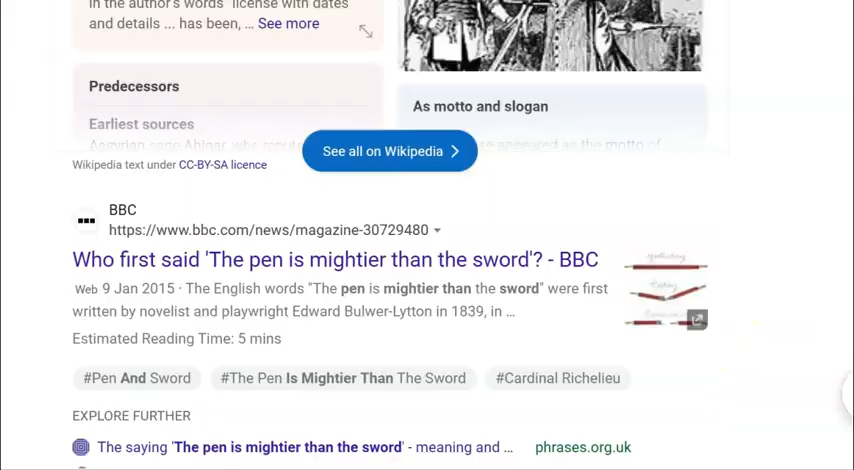 In the author's words "license with dates
and details ... has been, … See more
Predecessors
Earliest sources
As motto and slogan
See all on Wikipedia
Wikipedia text under CC-BY-SA licence
BBC
https://www.bbc.com/news/magazine-30729480
Who first said 'The pen is mightier than the sword'? - BBC
Web 9 Jan 2015 · The English words "The pen is mightier than the sword" were first
written by novelist and playwright Edward Bulwer-Lytton in 1839, in …
Estimated Reading Time: 5 mins
#Pen And Sword
#The Pen Is Mightier Than The Sword
#Cardinal Richelieu
EXPLORE FURTHER
The saying 'The pen is mightier than the sword' - meaning and …
phrases.org.uk